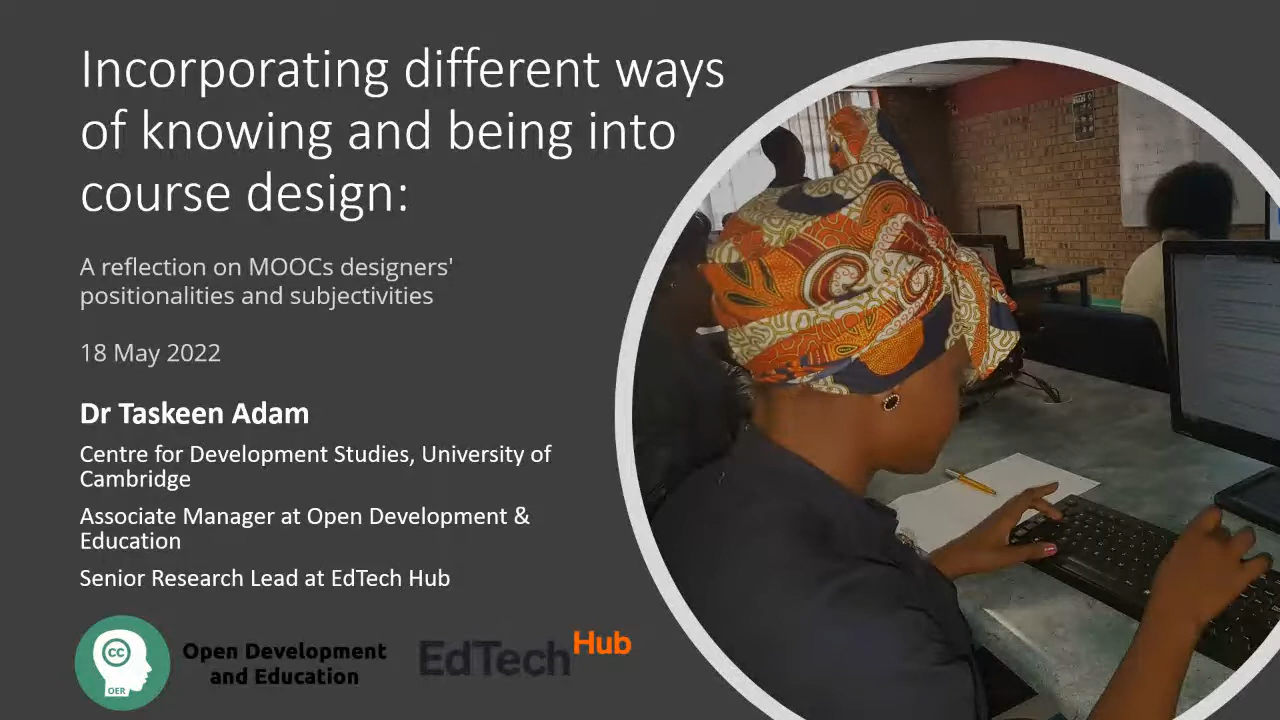 Incorporating different ways
of knowing and being into
course design:
A reflection on MOOCs designers'
positionalities and subjectivities
18 May 2022
Dr Taskeen Adam
Centre for Development Studies, University of
Cambridge
Associate Manager at Open Development &
Education
Senior Research Lead at EdTech Hub
CC
OER
Open Development
and Education
EdTech Hub